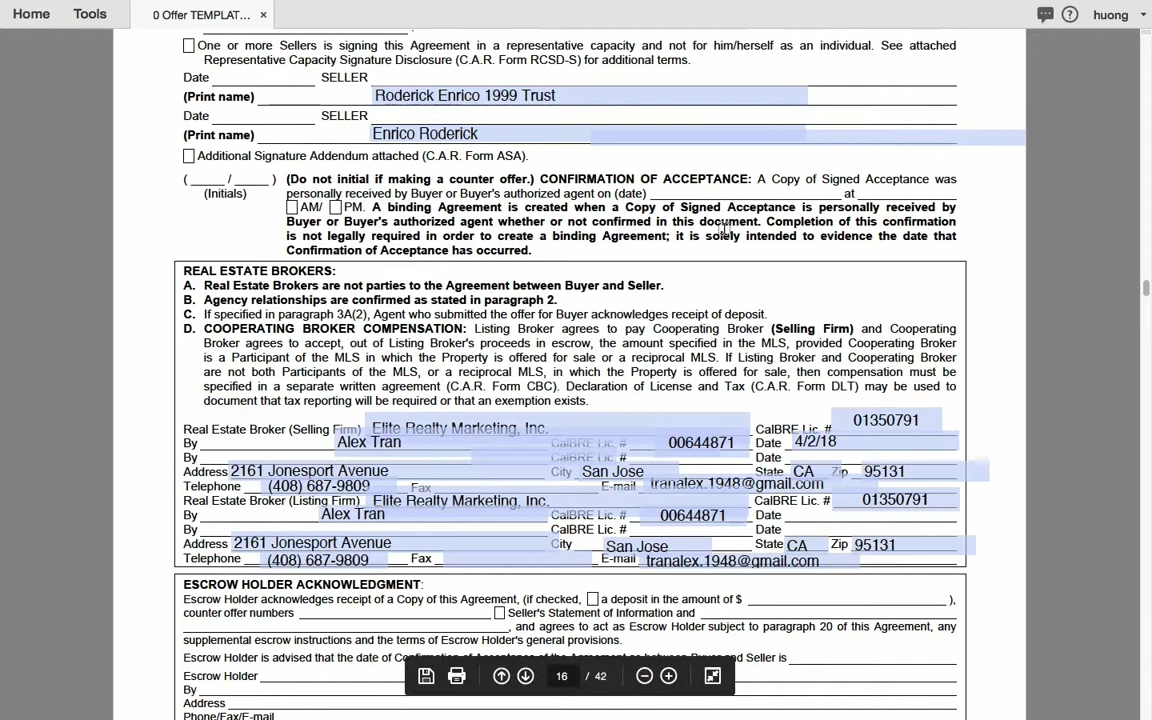 Home Tools 0 Offer TEMPLAT... × ? huong
One or more Sellers is signing this Agreement in a representative capacity and not for him/herself as an individual. See attached
Representative Capacity Signature Disclosure (C.A.R. Form RCSD-S) for additional terms.
Date SELLER
(Print name) Roderick Enrico 1999 Trust
Date SELLER
(Print name) Enrico Roderick
Additional Signature Addendum attached (C.A.R. Form ASA).
( / ) (Do not initial if making a counter offer.) CONFIRMATION OF ACCEPTANCE: A Copy of Signed Acceptance was
(Initials) personally received by Buyer or Buyer's authorized agent on (date) at
AM/ PM. A binding Agreement is created when a Copy of Signed Acceptance is personally received by
Buyer or Buyer's authorized agent whether or not confirmed in this document. Completion of this confirmation
is not legally required in order to create a binding Agreement; it is solely intended to evidence the date that
Confirmation of Acceptance has occurred.
REAL ESTATE BROKERS:
A. Real Estate Brokers are not parties to the Agreement between Buyer and Seller.
B. Agency relationships are confirmed as stated in paragraph 2.
C. If specified in paragraph 3A(2), Agent who submitted the offer for Buyer acknowledges receipt of deposit.
D. COOPERATING BROKER COMPENSATION: Listing Broker agrees to pay Cooperating Broker (Selling Firm) and Cooperating
Broker agrees to accept, out of Listing Broker's proceeds in escrow, the amount specified in the MLS, provided Cooperating Broker
is a Participant of the MLS in which the Property is offered for sale or a reciprocal MLS. If Listing Broker and Cooperating Broker
are not both Participants of the MLS, or a reciprocal MLS, in which the Property is offered for sale, then compensation must be
specified in a separate written agreement (C.A.R. Form CBC). Declaration of License and Tax (C.A.R. Form DLT) may be used to
document that tax reporting will be required or that an exemption exists.
Real Estate Broker (Selling Firm) Elite Realty Marketing, Inc. CalBRE Lic. # 01350791
By Alex Tran CalBRE Lic. # 00644871 Date 4/2/18
By CalBRE Lic. # Date
Address 2161 Jonesport Avenue City San Jose State CA Zip 95131
Telephone (408) 687-9809 Fax E-mail tranalex.1948@gmail.com
Real Estate Broker (Listing Firm) Elite Realty Marketing, Inc. CalBRE Lic. # 01350791
By Alex Tran CalBRE Lic. # 00644871 Date
By CalBRE Lic. # Date
Address 2161 Jonesport Avenue City San Jose State CA Zip 95131
Telephone (408) 687-9809 Fax E-mail tranalex.1948@gmail.com
ESCROW HOLDER ACKNOWLEDGMENT:
Escrow Holder acknowledges receipt of a Copy of this Agreement, (if checked, a deposit in the amount of $ ),
counter offer numbers Seller's Statement of Information and
, and agrees to act as Escrow Holder subject to paragraph 20 of this Agreement, any
supplemental escrow instructions and the terms of Escrow Holder's general provisions.
Escrow Holder is advised that the date of Confirmation of Acceptance of the Agreement as between Buyer and Seller is
Escrow Holder
16 / 42
By
Address
Phone/Fax/E-mail